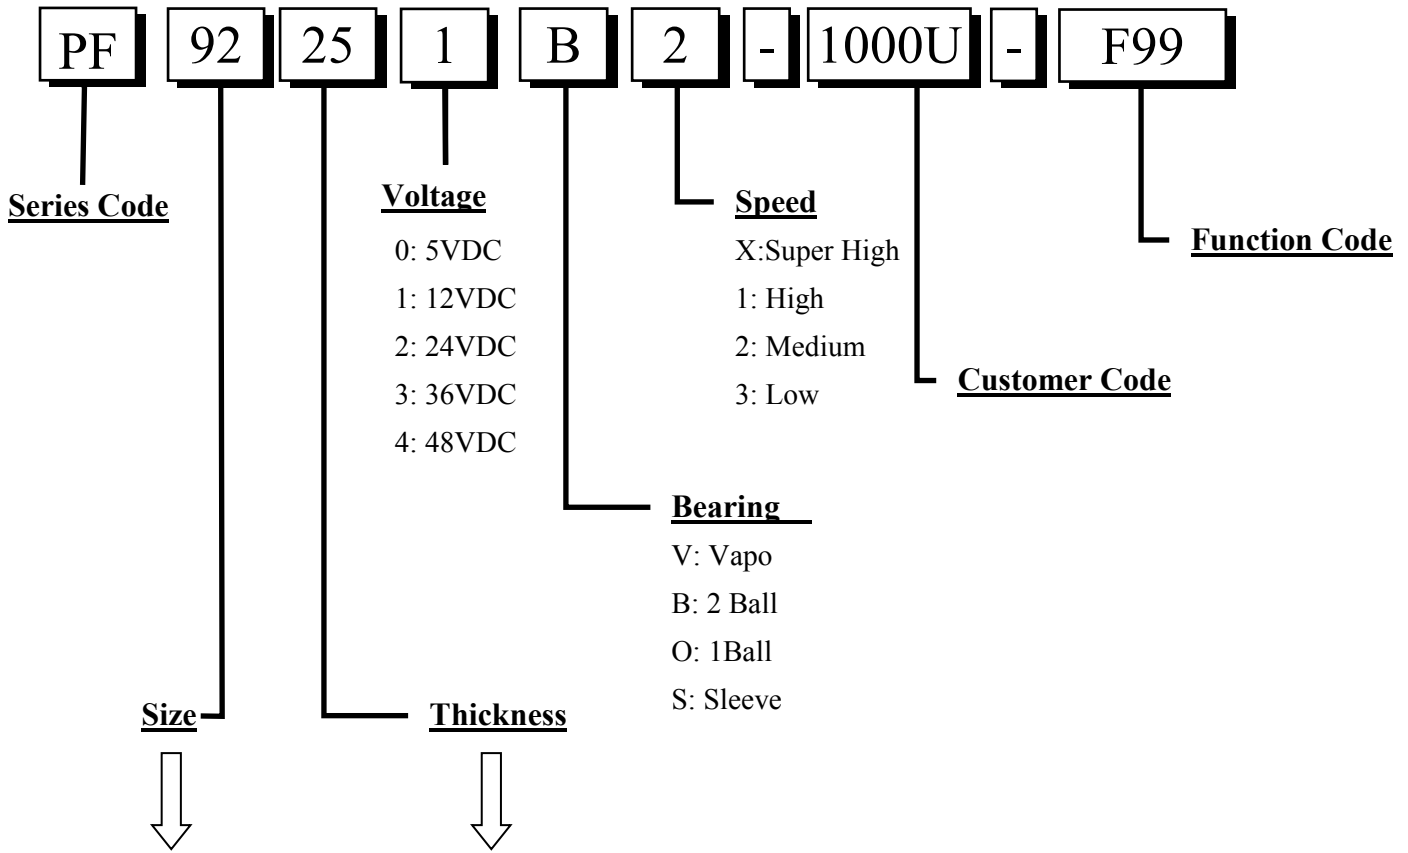 PF 92 25 1 B 2 - 1000U - F99
Series Code
Voltage
0: 5VDC
1: 12VDC
2: 24VDC
3: 36VDC
4: 48VDC
Speed
X:Super High
1: High
2: Medium
3: Low
Function Code
Customer Code
Bearing
V: Vapo
B: 2 Ball
O: 1Ball
S: Sleeve
Size
Thickness